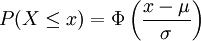 P(X ≤ x) = Φ((x − μ)/σ)